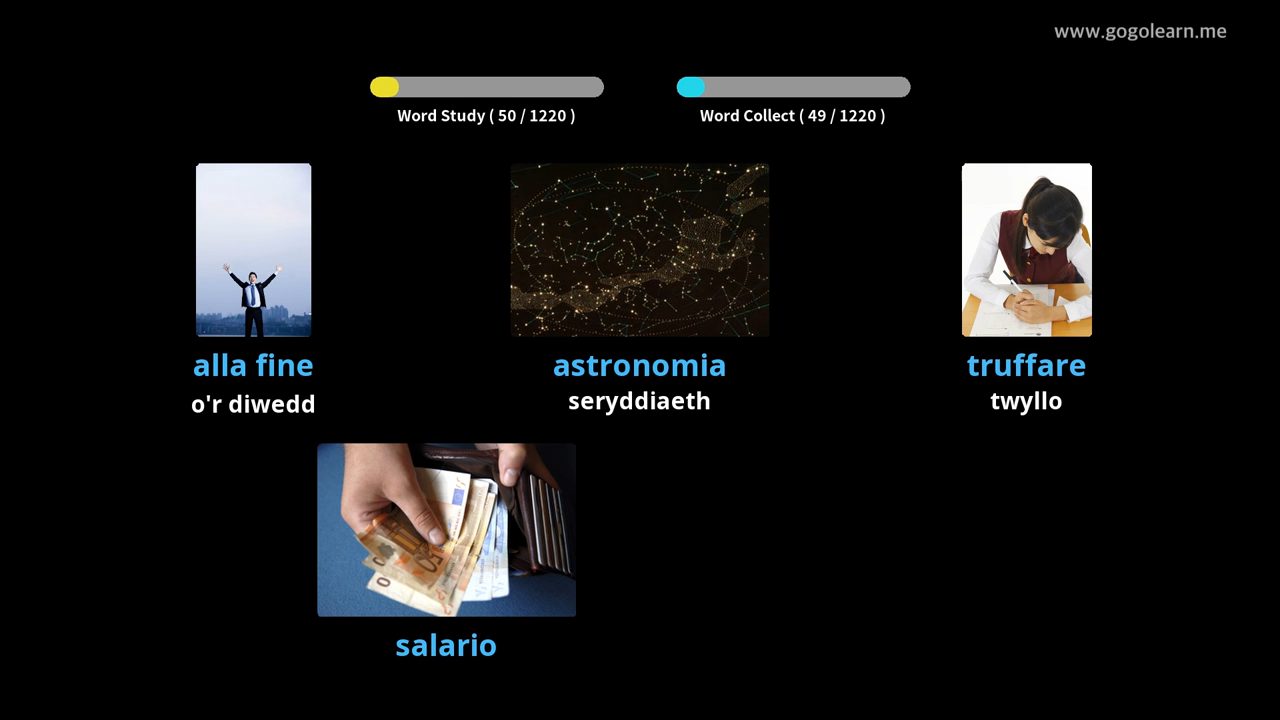 www.gogolearn.me
Word Study ( 50 / 1220 )
Word Collect ( 49 / 1220 )
alla fine
o'r diwedd
astronomia
seryddiaeth
truffare
twyllo
salario